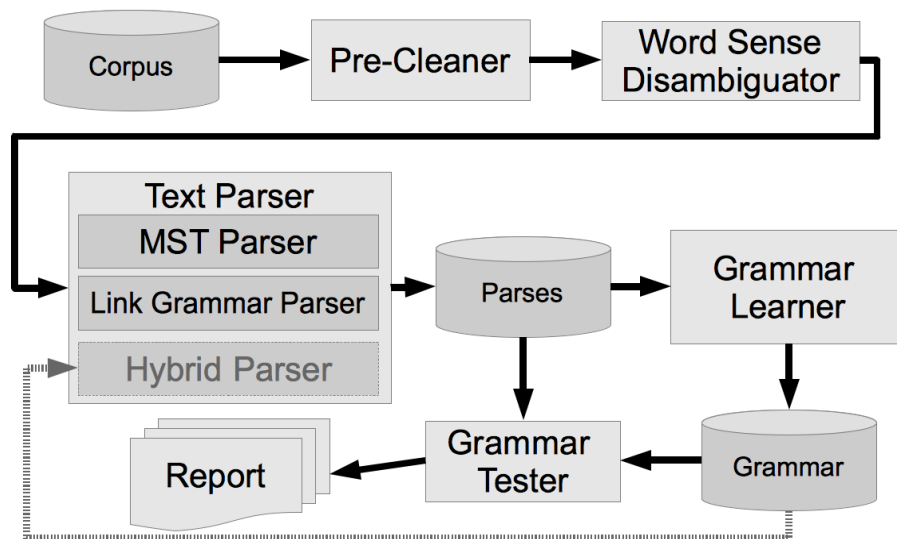 Corpus
Pre-Cleaner
Word Sense
Disambiguator
Text Parser
MST Parser
Link Grammar Parser
Hybrid Parser
Parses
Grammar
Learner
Report
Grammar
Tester
Grammar